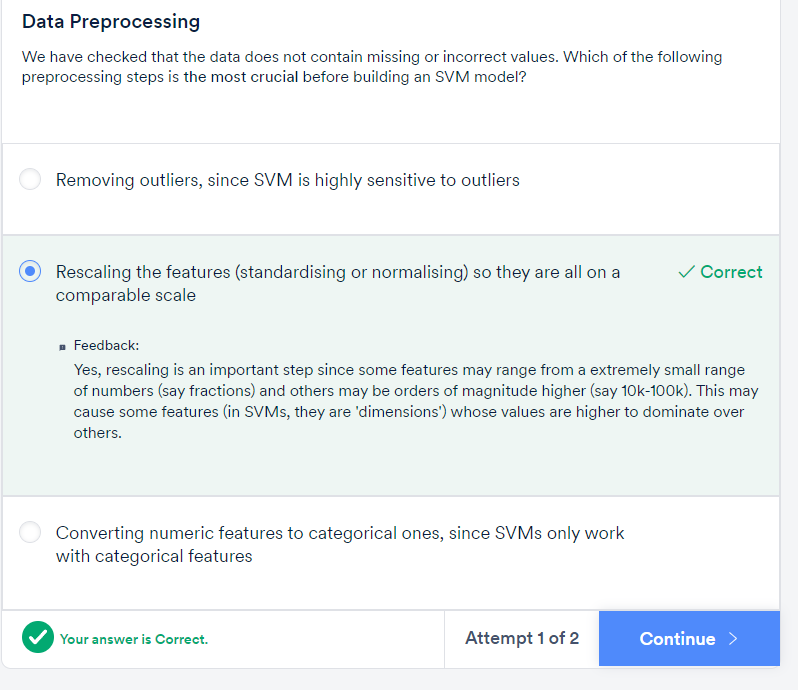 Data Preprocessing
We have checked that the data does not contain missing or incorrect values. Which of the following
preprocessing steps is the most crucial before building an SVM model?
Removing outliers, since SVM is highly sensitive to outliers
Rescaling the features (standardising or normalising) so they are all on a
comparable scale
Correct
Feedback:
Yes, rescaling is an important step since some features may range from a extremely small range
of numbers (say fractions) and others may be orders of magnitude higher (say 10k-100k). This may
cause some features (in SVMs, they are 'dimensions') whose values are higher to dominate over
others.
Converting numeric features to categorical ones, since SVMs only work
with categorical features
Your answer is Correct.
Attempt 1 of 2
Continue